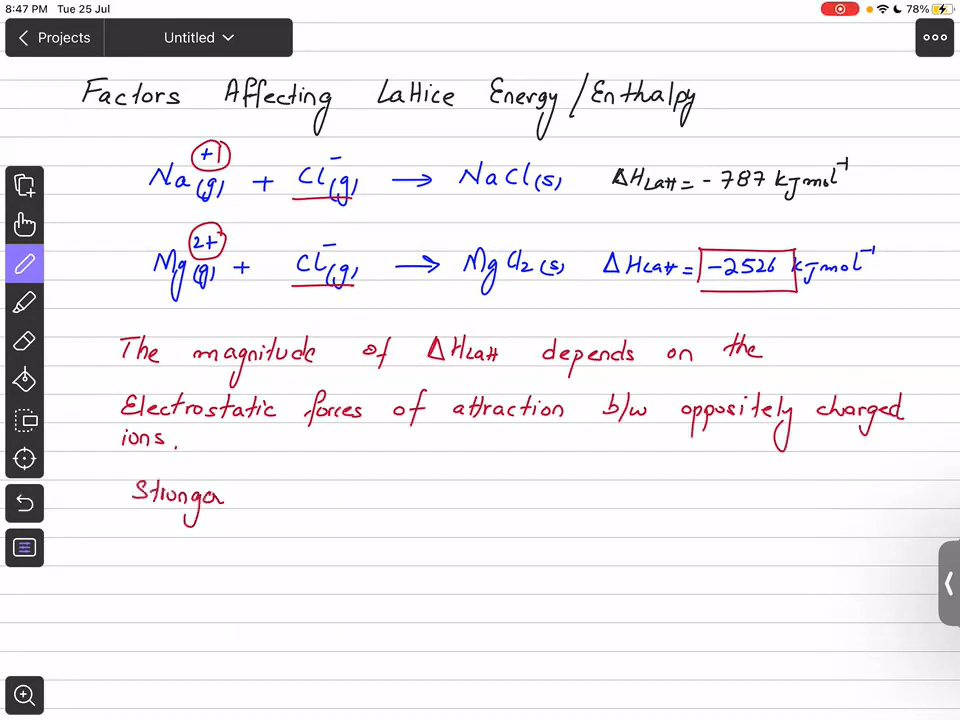 8:47 PM Tue 25 Jul 78%
Projects Untitled
Factors Affecting Lattice Energy/Enthalpy
Na(g)+1 + Cl(g)⁻ → NaCl(s) ΔHLatt = -787 kJmol⁻¹
Mg(g)2+ + Cl(g)⁻ → MgCl2(s) ΔHLatt = -2526 kJmol⁻¹
The magnitude of ΔHLatt depends on the
Electrostatic forces of attraction b/w oppositely charged
ions.
Stronger